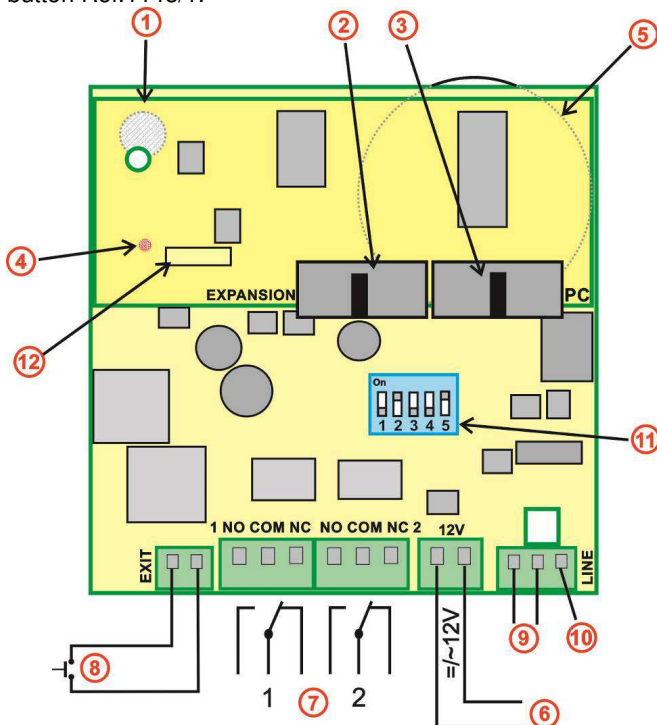 button Ref.1148/1.
1 2 3 5
4
EXPANSION PC
12
On
1 2 3 4 5
11
1 NO COM NC NO COM NC 2 12V
EXIT
LINE
=/~12V
9 10
8
1 7 2
6